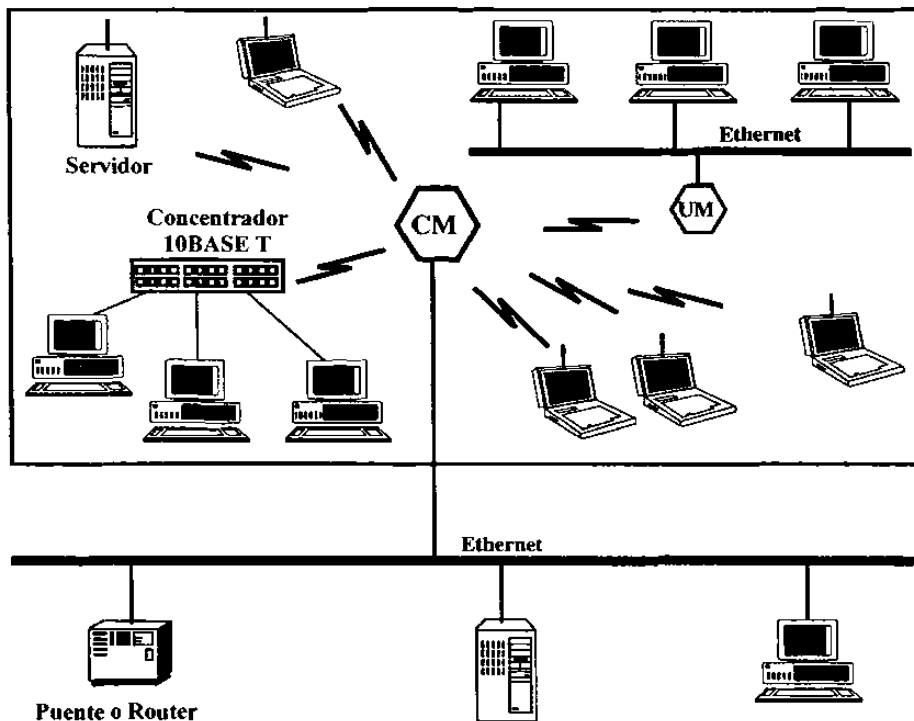 Ethernet
Servidor
UM
Concentrador
10BASE T
CM
Ethernet
Puente o Router